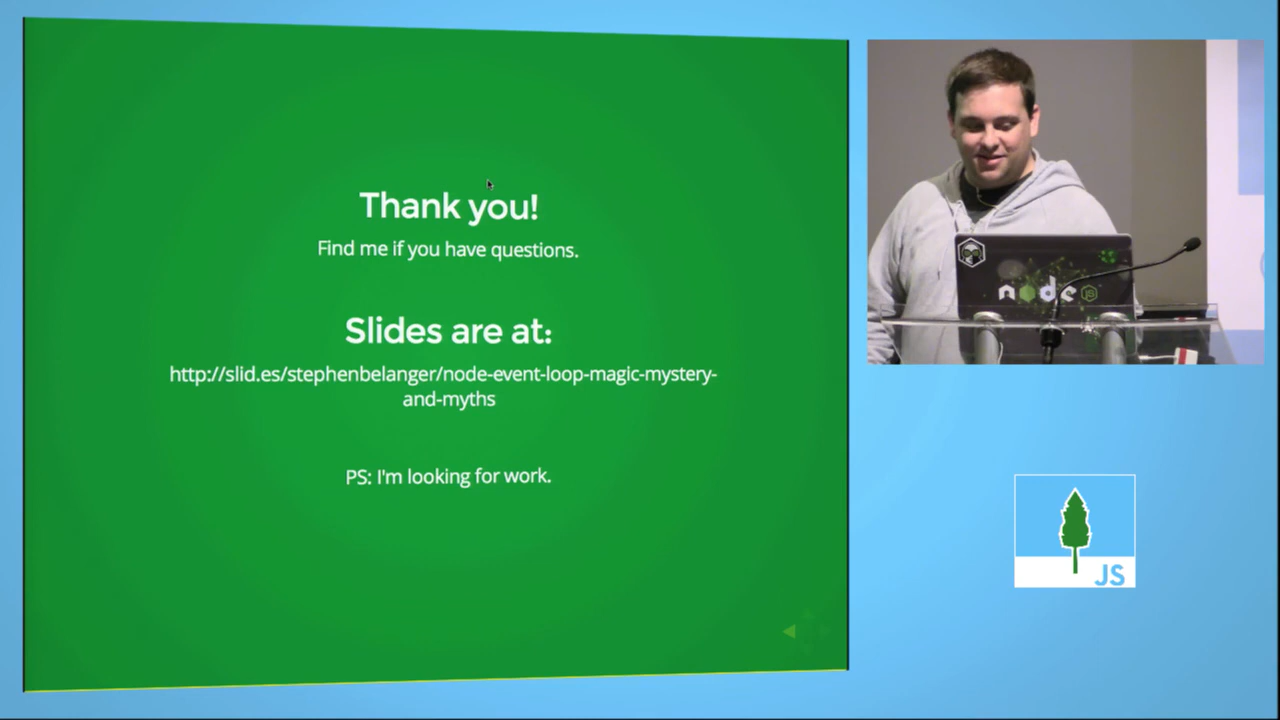 Thank you!
Find me if you have questions.
Slides are at:
http://slid.es/stephenbelanger/node-event-loop-magic-mystery-
and-myths
PS: I'm looking for work.
node
JS
JS